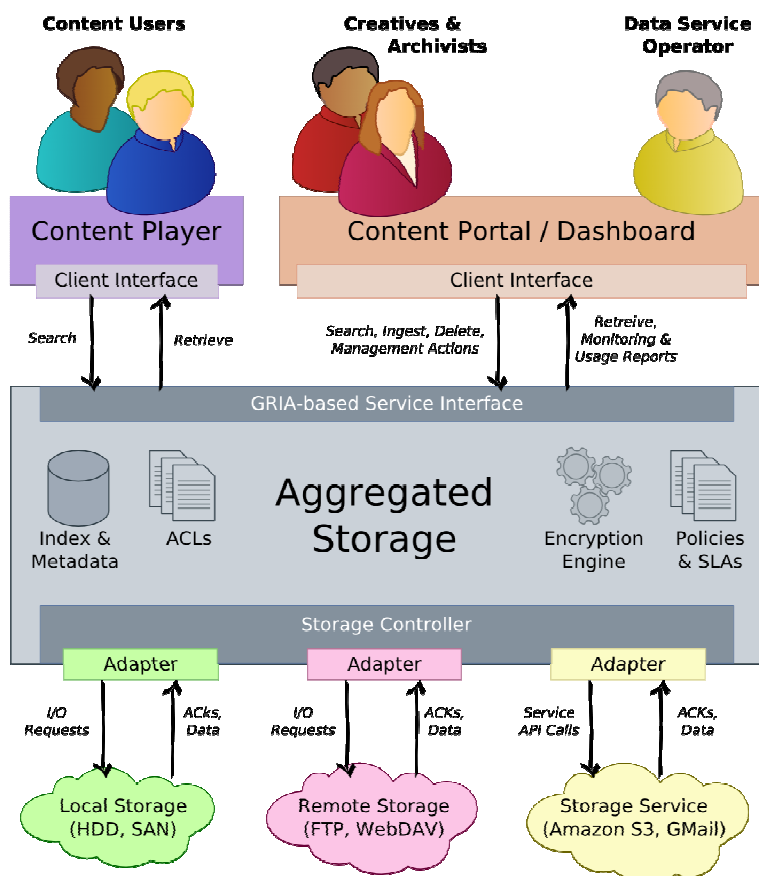 Content Users
Creatives &
Archivists
Data Service
Operator
Content Player
Content Portal / Dashboard
Client Interface
Client Interface
Search
Retrieve
Search, Ingest, Delete,
Management Actions
Retreive,
Monitoring &
Usage Reports
GRIA-based Service Interface
Aggregated
Storage
Index &
Metadata
ACLs
Encryption
Engine
Policies
& SLAs
Storage Controller
Adapter
Adapter
Adapter
I/O
Requests
ACks,
Data
I/O
Requests
ACKs,
Data
Service
API Calls
ACKs,
Data
Local Storage
(HDD, SAN)
Remote Storage
(FTP, WebDAV)
Storage Service
(Amazon S3, GMail)